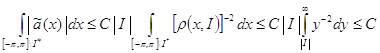 ∫_{[-π,π]\I*} |ã(x)| dx ≤ C|I| ∫_{[-π,π]\I*} [ρ(x,I)]^{-2} dx ≤ C|I| ∫_{|I|}^{∞} y^{-2} dy ≤ C